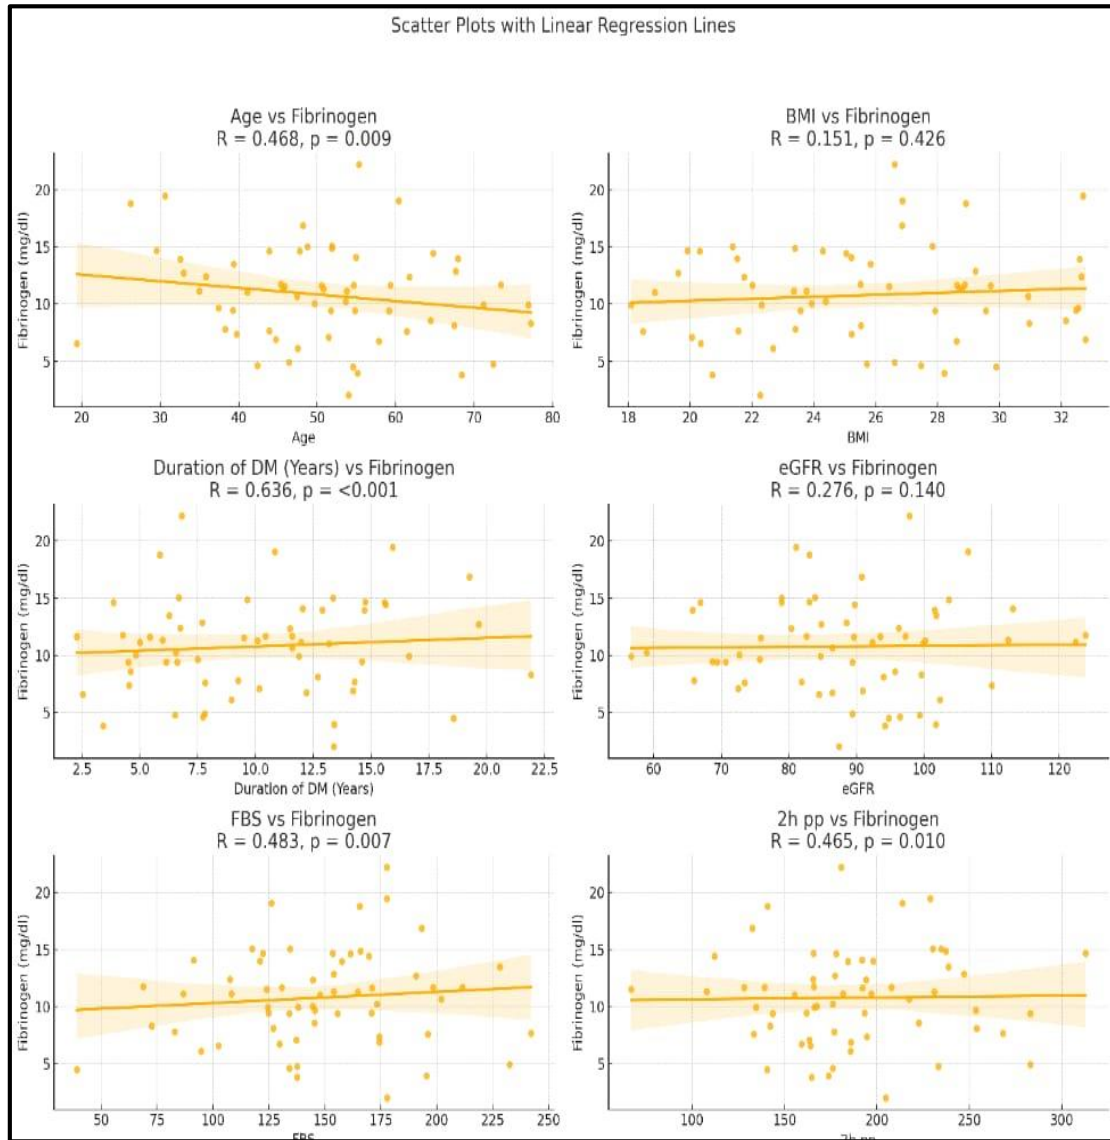 Scatter Plots with Linear Regression Lines
Age vs Fibrinogen
R = 0.468, p = 0.009
Fibrinogen (mg/dl)
20
15
10
5
20 30 40 50 60 70 80
Age
BMI vs Fibrinogen
R = 0.151, p = 0.426
Fibrinogen (mg/dl)
20
15
10
5
18 20 22 24 26 28 30 32
BMI
Duration of DM (Years) vs Fibrinogen
R = 0.636, p = <0.001
Fibrinogen (mg/dl)
20
15
10
5
2.5 5.0 7.5 10.0 12.5 15.0 17.5 20.0 22.5
Duration of DM (Years)
eGFR vs Fibrinogen
R = 0.276, p = 0.140
Fibrinogen (mg/dl)
20
15
10
5
60 70 80 90 100 110 120
eGFR
FBS vs Fibrinogen
R = 0.483, p = 0.007
Fibrinogen (mg/dl)
20
15
10
5
50 75 100 125 150 175 200 225 250
FBS
2h pp vs Fibrinogen
R = 0.465, p = 0.010
Fibrinogen (mg/dl)
20
15
10
5
100 150 200 250 300
2h pp